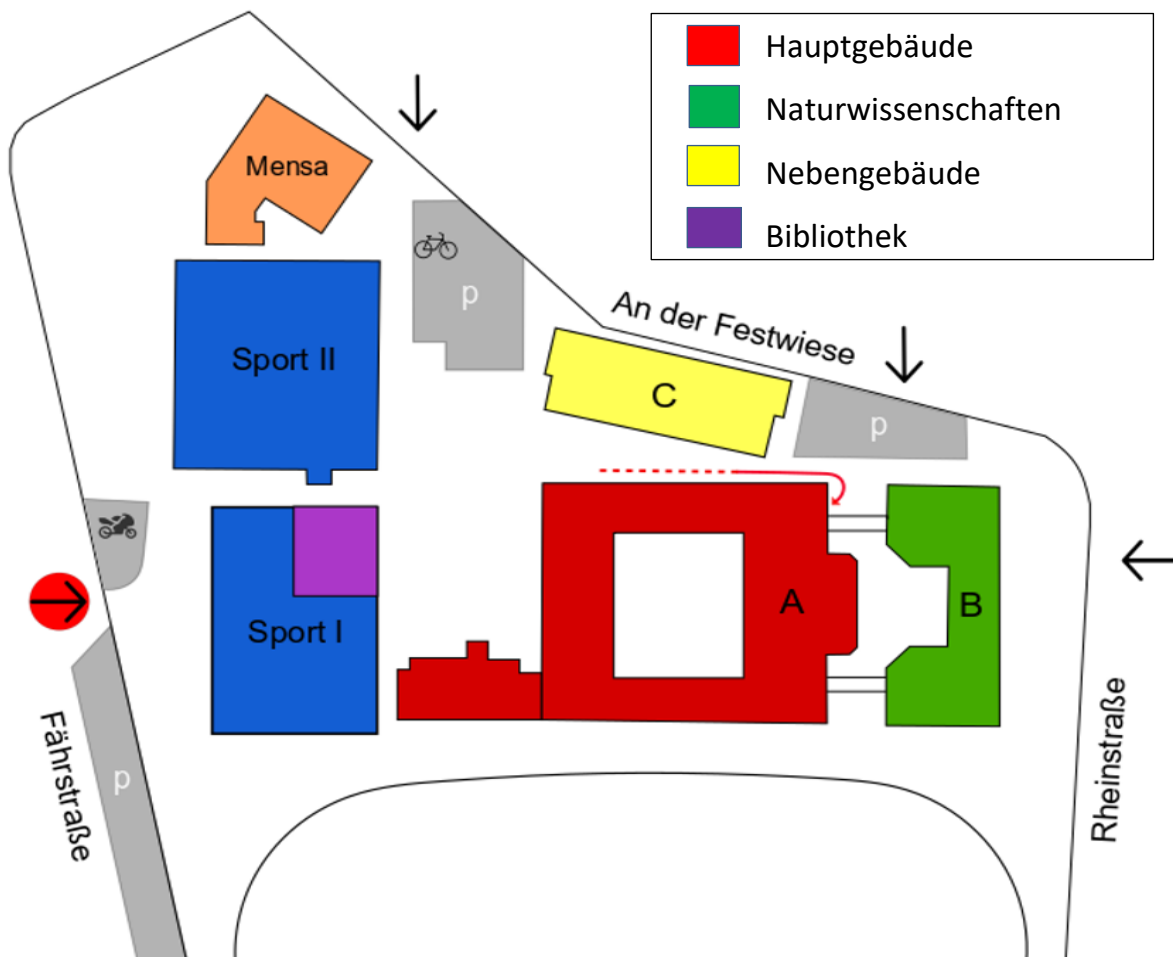 Hauptgebäude
Naturwissenschaften
Nebengebäude
Bibliothek
Mensa
p
An der Festwiese
Sport II
C
p
A
B
Sport I
Fährstraße
p
Rheinstraße